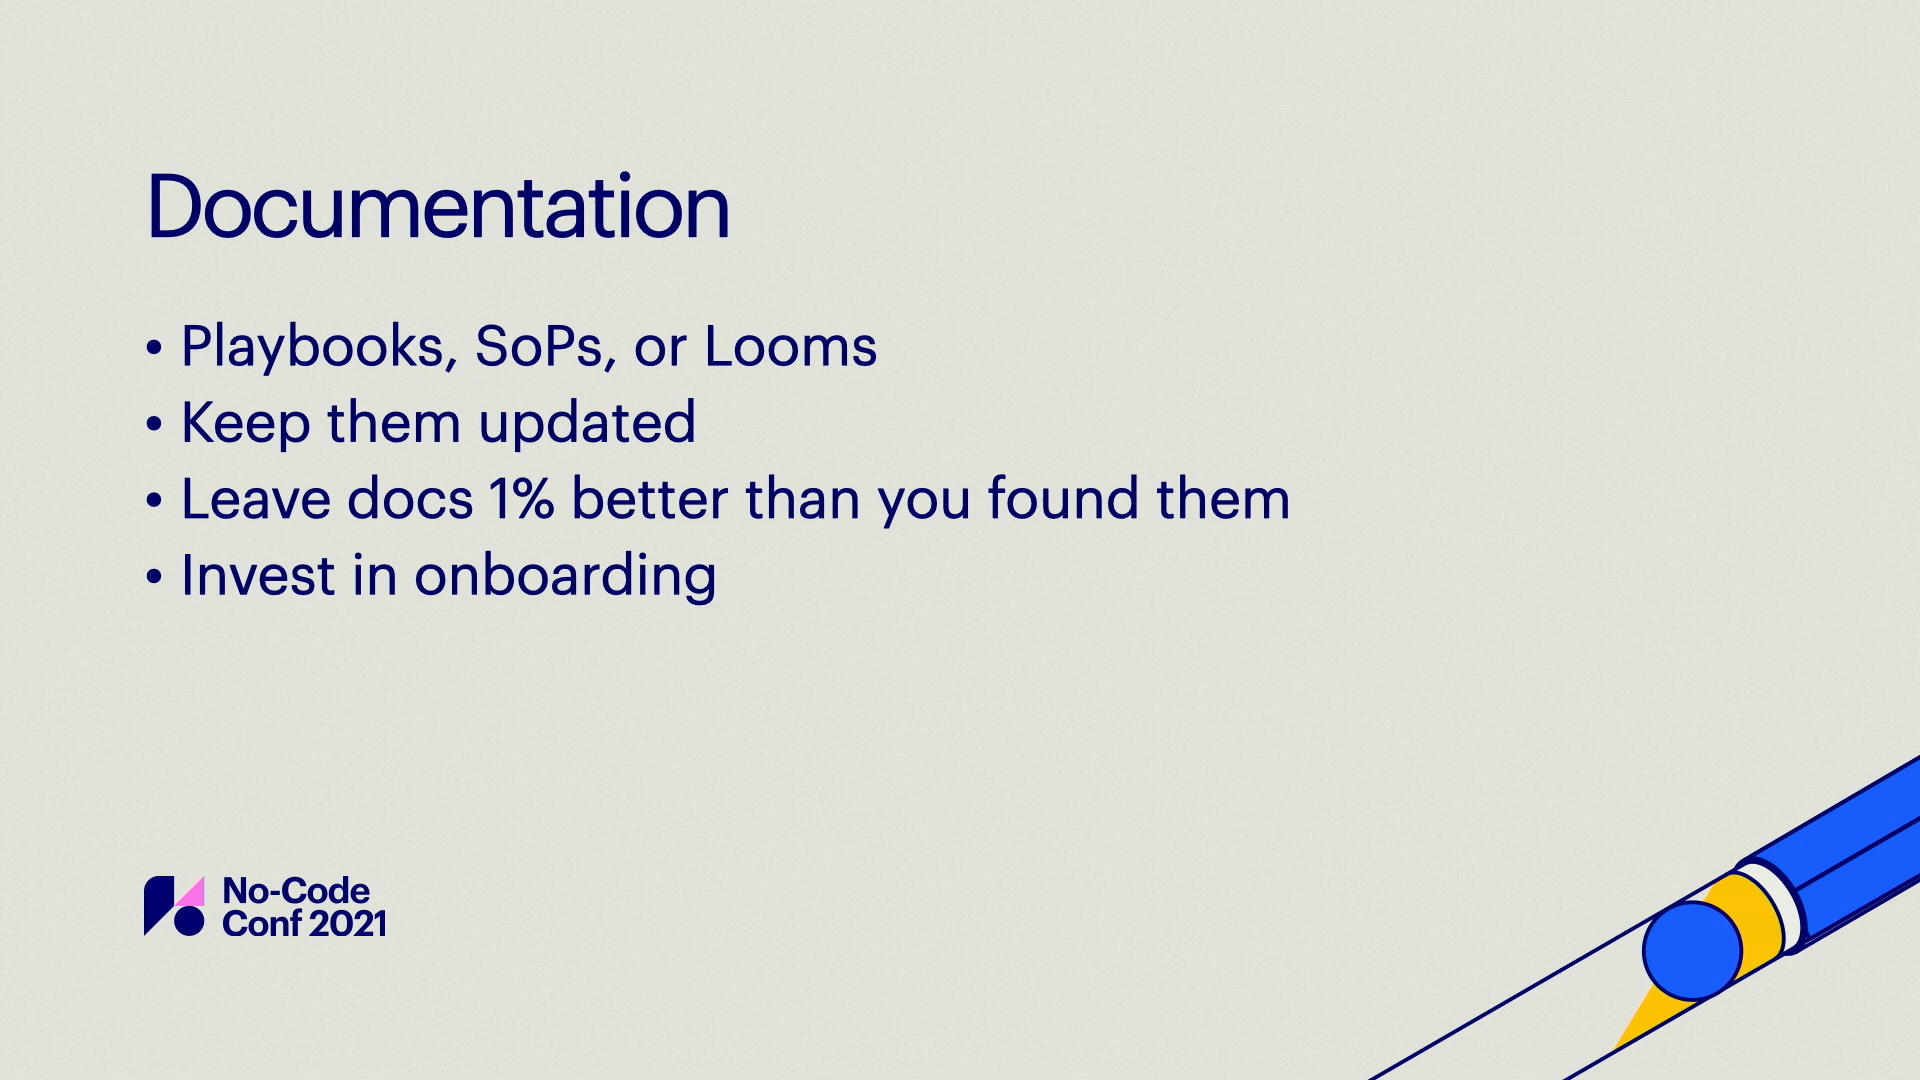 Documentation
• Playbooks, SoPs, or Looms
• Keep them updated
• Leave docs 1% better than you found them
• Invest in onboarding
No-Code
Conf 2021